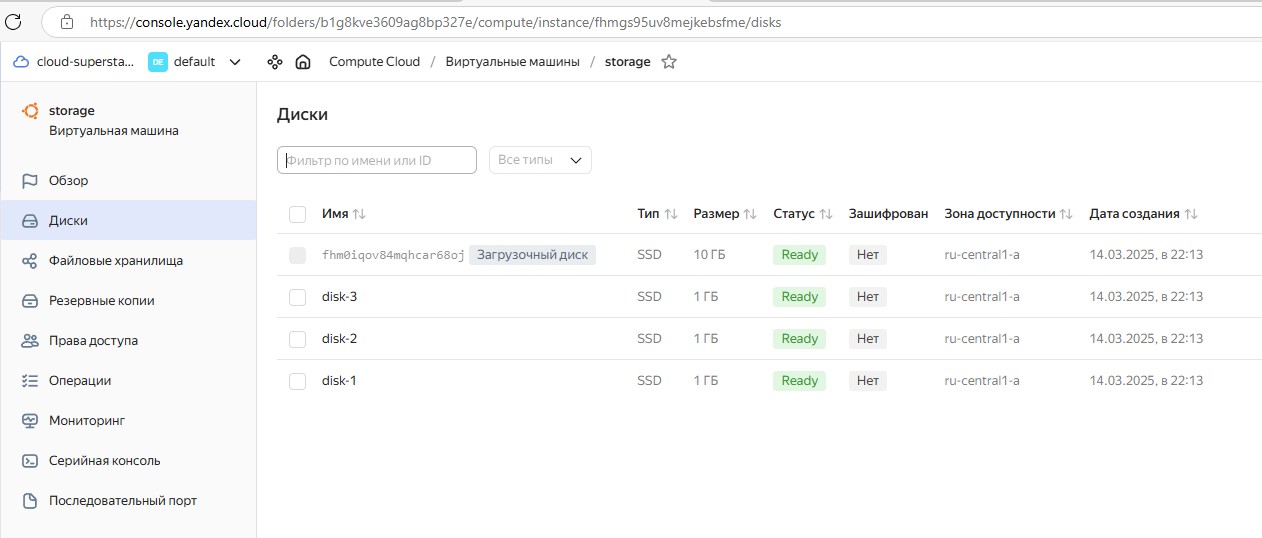 https://console.yandex.cloud/folders/b1g8kve3609ag8bp327e/compute/instance/fhmgs95uv8mejkebsfme/disks
cloud-supersta... DE default Compute Cloud / Виртуальные машины / storage
storage
Виртуальная машина
Обзор
Диски
Файловые хранилища
Резервные копии
Права доступа
Операции
Мониторинг
Серийная консоль
Последовательный порт
Диски
Фильтр по имени или ID Все типы
Имя Тип Размер Статус Зашифрован Зона доступности Дата создания
fhm0iqov84mqhcar68oj Загрузочный диск SSD 10 ГБ Ready Нет ru-central1-a 14.03.2025, в 22:13
disk-3 SSD 1 ГБ Ready Нет ru-central1-a 14.03.2025, в 22:13
disk-2 SSD 1 ГБ Ready Нет ru-central1-a 14.03.2025, в 22:13
disk-1 SSD 1 ГБ Ready Нет ru-central1-a 14.03.2025, в 22:13